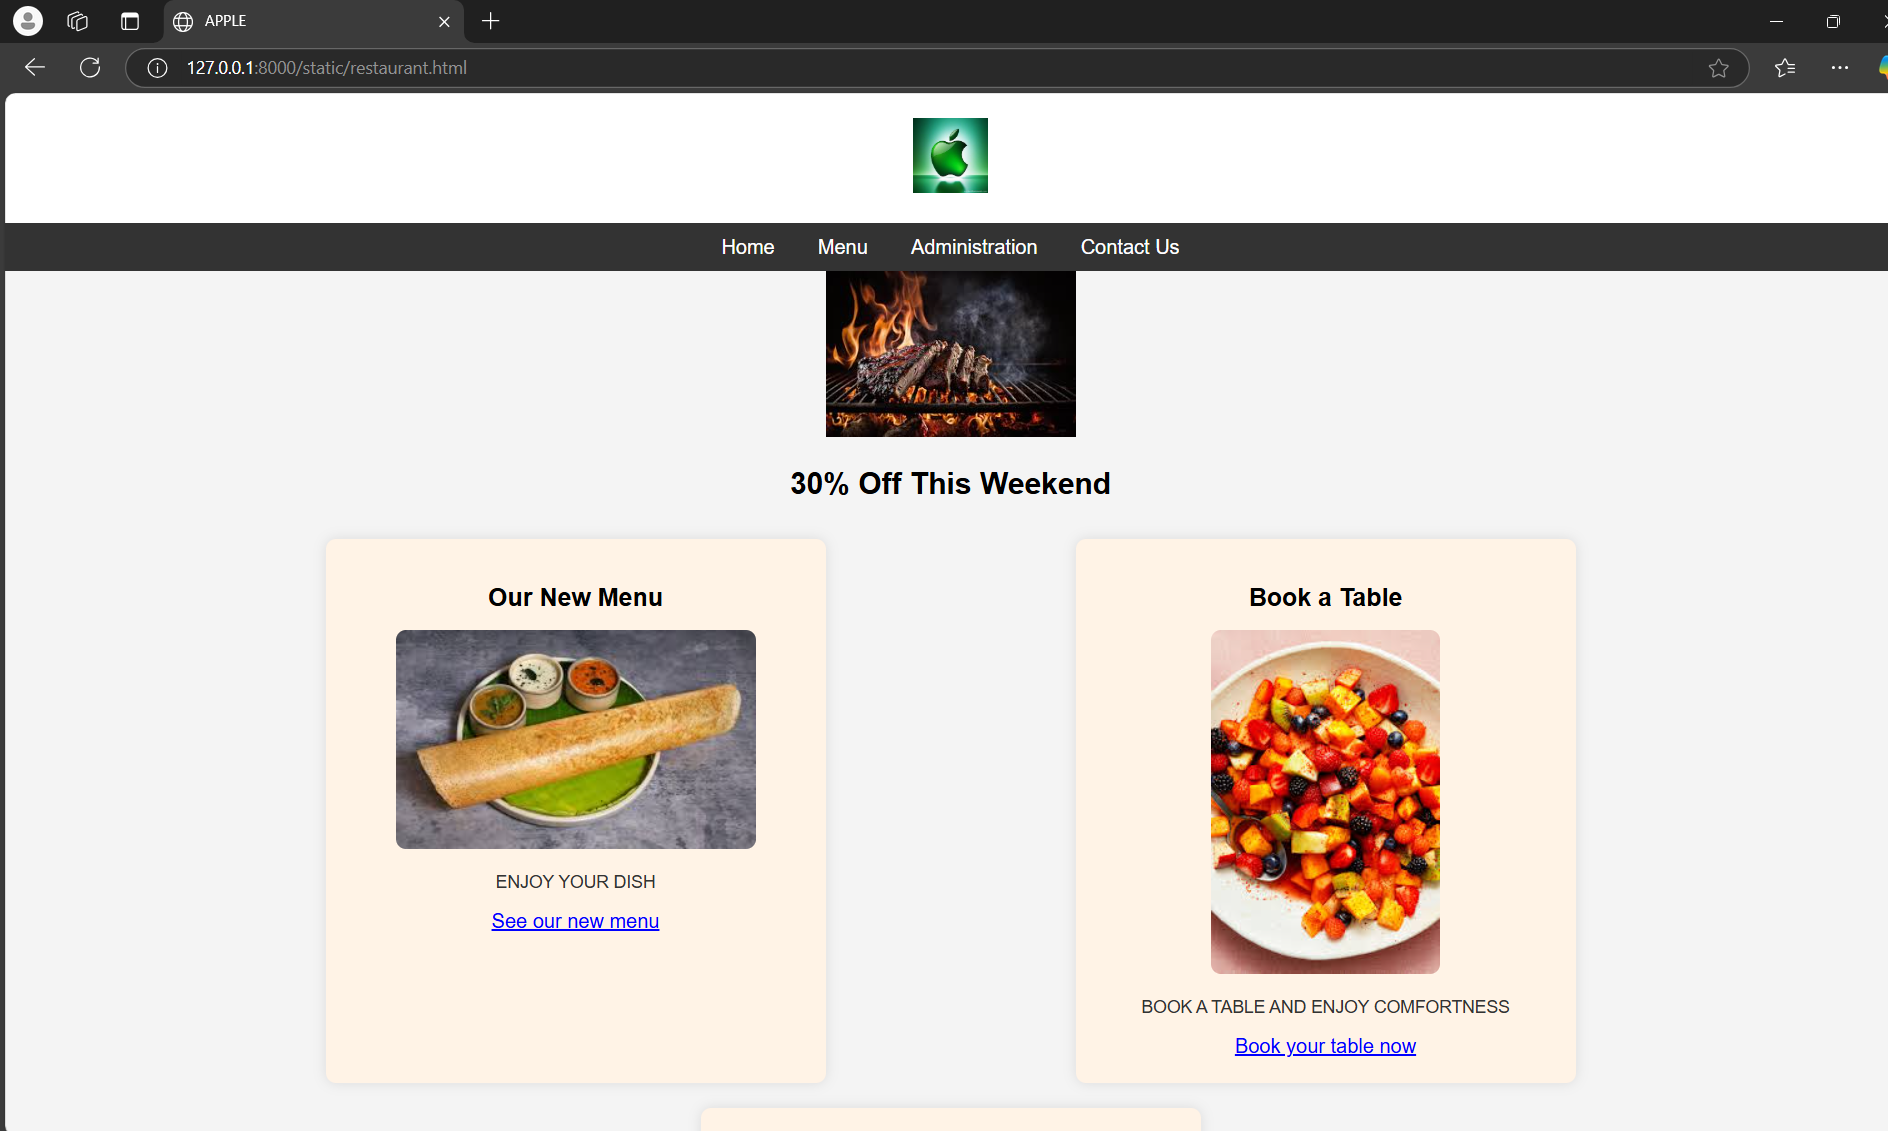 APPLE
127.0.0.1:8000/static/restaurant.html
Home Menu Administration Contact Us
30% Off This Weekend
Our New Menu
ENJOY YOUR DISH
See our new menu
Book a Table
BOOK A TABLE AND ENJOY COMFORTNESS
Book your table now